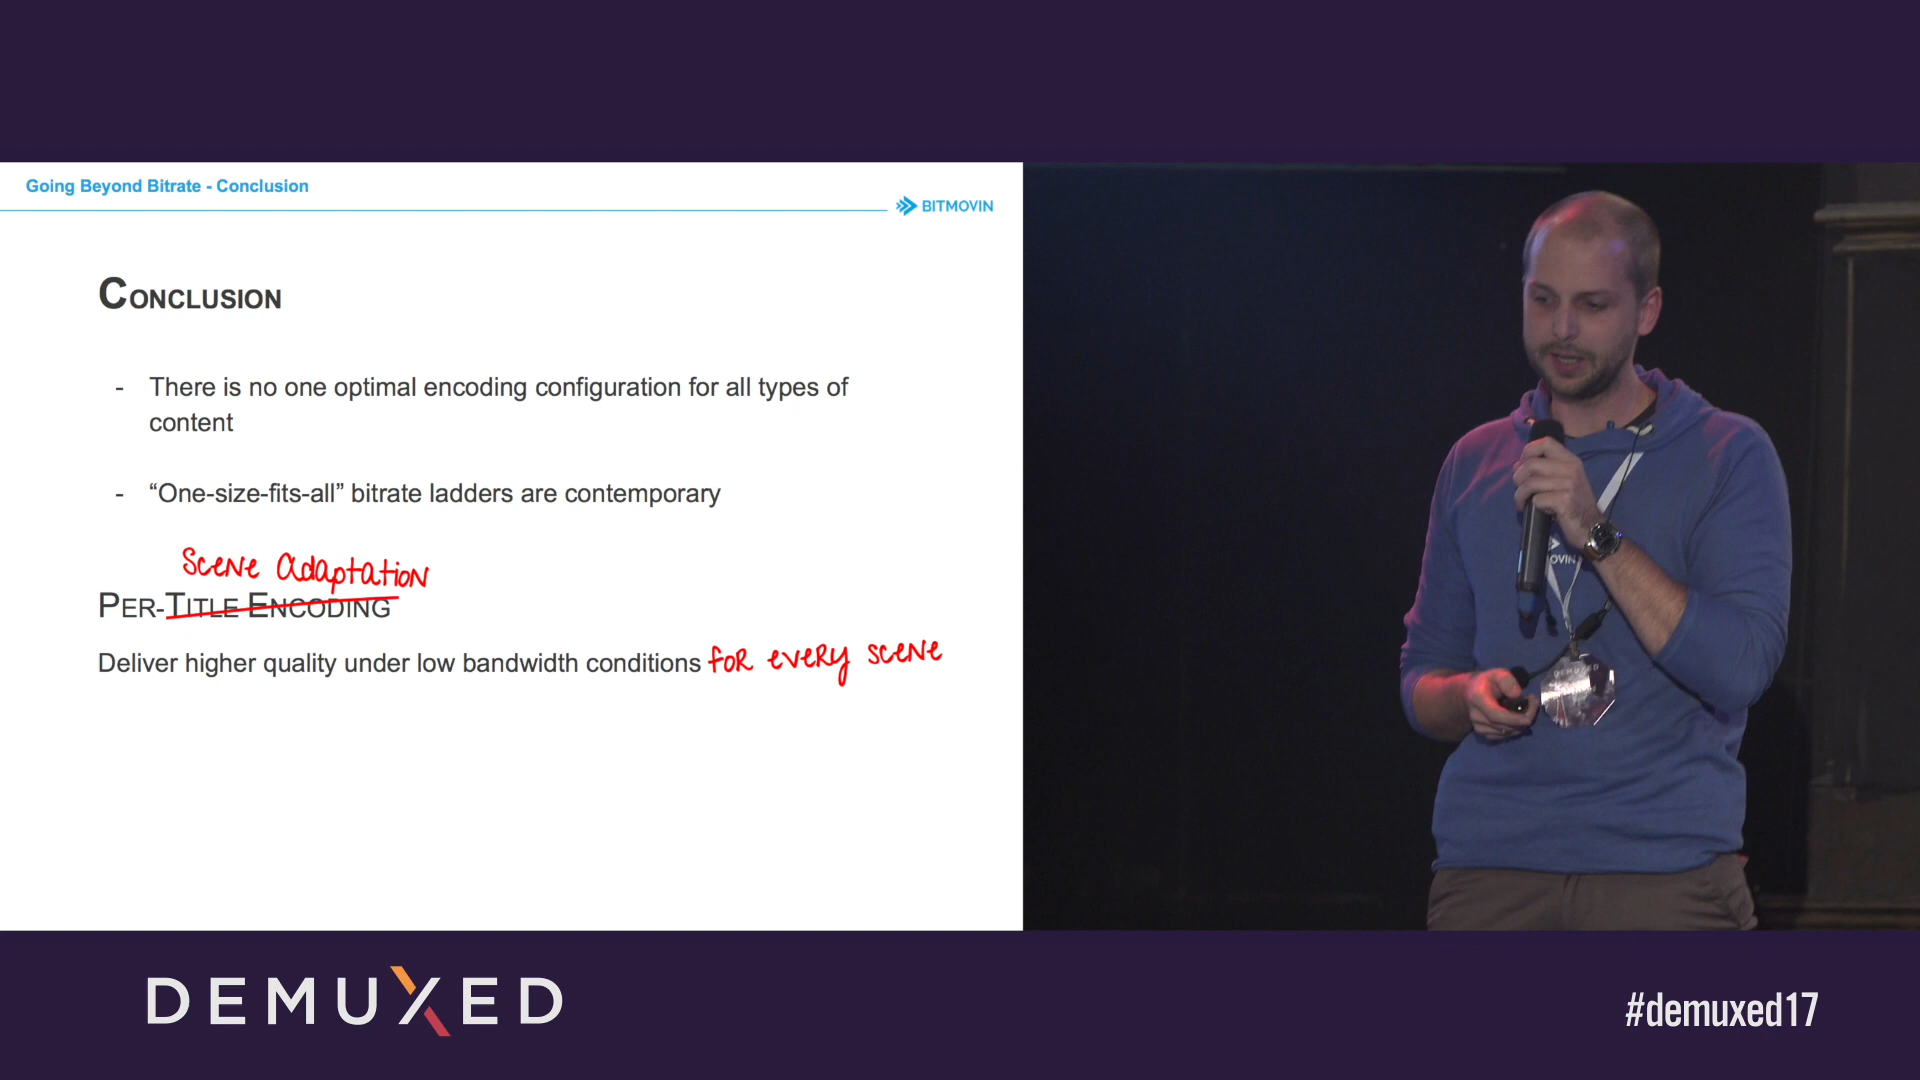 Going Beyond Bitrate - Conclusion
BITMOVIN
CONCLUSION
- There is no one optimal encoding configuration for all types of
content
- “One-size-fits-all” bitrate ladders are contemporary
Scene Adaptation
PER-TITLE ENCODING
Deliver higher quality under low bandwidth conditions for every scene
OVIN
DEMUXED
DEMUXED
#demuxed17